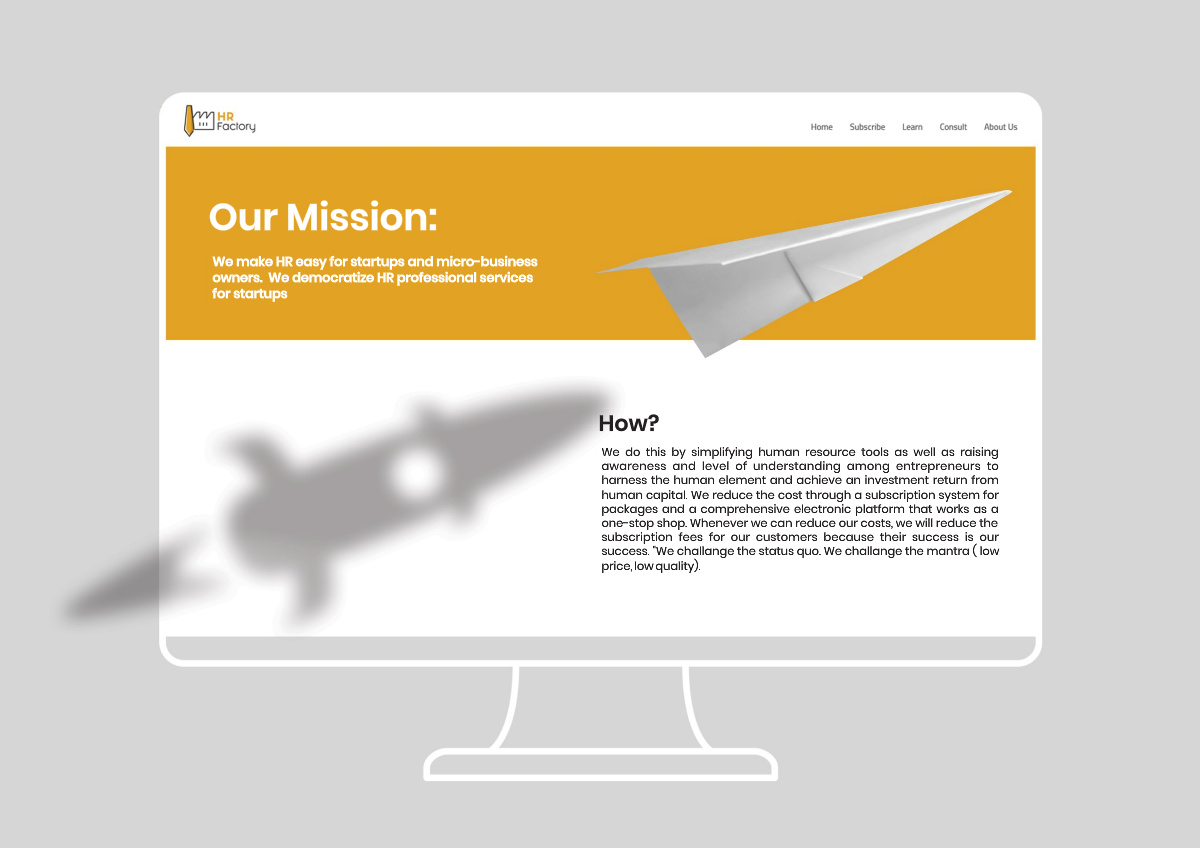 HR
Factory
Home Subscribe Learn Consult About Us
Our Mission:
We make HR easy for startups and micro-business
owners. We democratize HR professional services
for startups
How?
We do this by simplifying human resource tools as well as raising
awareness and level of understanding among entrepreneurs to
harness the human element and achieve an investment return from
human capital. We reduce the cost through a subscription system for
packages and a comprehensive electronic platform that works as a
one-stop shop. Whenever we can reduce our costs, we will reduce the
subscription fees for our customers because their success is our
success. "We challange the status quo. We challange the mantra ( low
price, low quality).